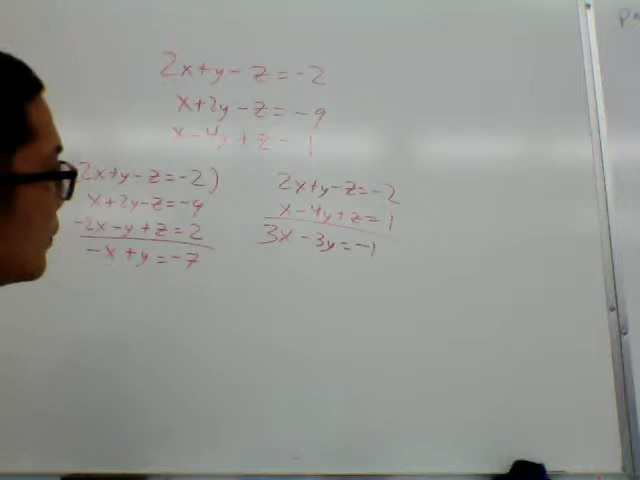 2x+y-z=-2
x+2y-z=-9
x-4y+z=1
2x+y-z=-2)
x+2y-z=-9
-2x-y+z=2
-x+y=-7
2x+y-z=-2
x-4y+z=1
3x-3y=-1